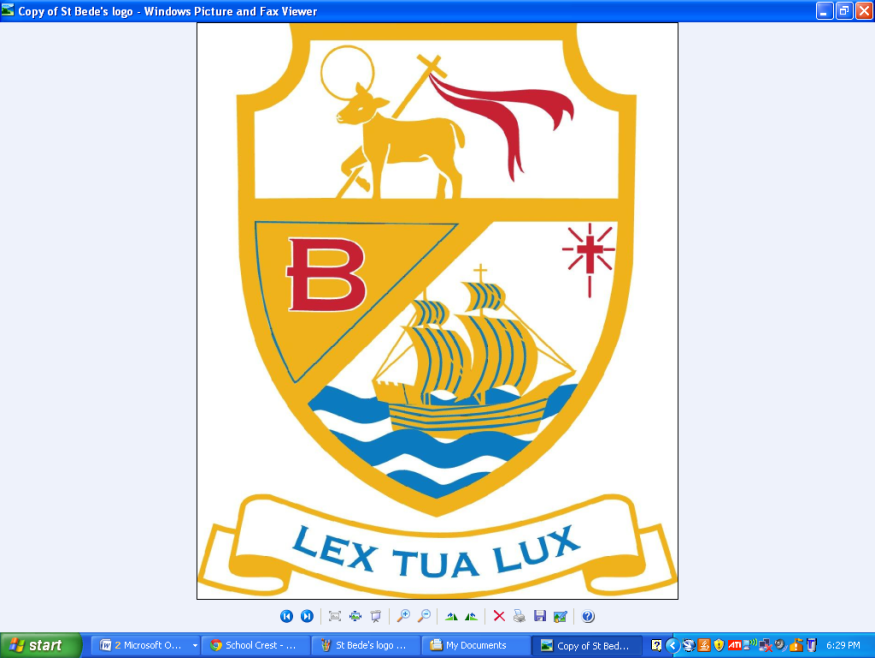 Copy of St Bede's logo - Windows Picture and Fax Viewer
B
LEX TUA LUX
start
2 Microsoft O...
School Crest - ...
St Bede's logo ...
My Documents
Copy of St Bed...
ATI
6:29 PM